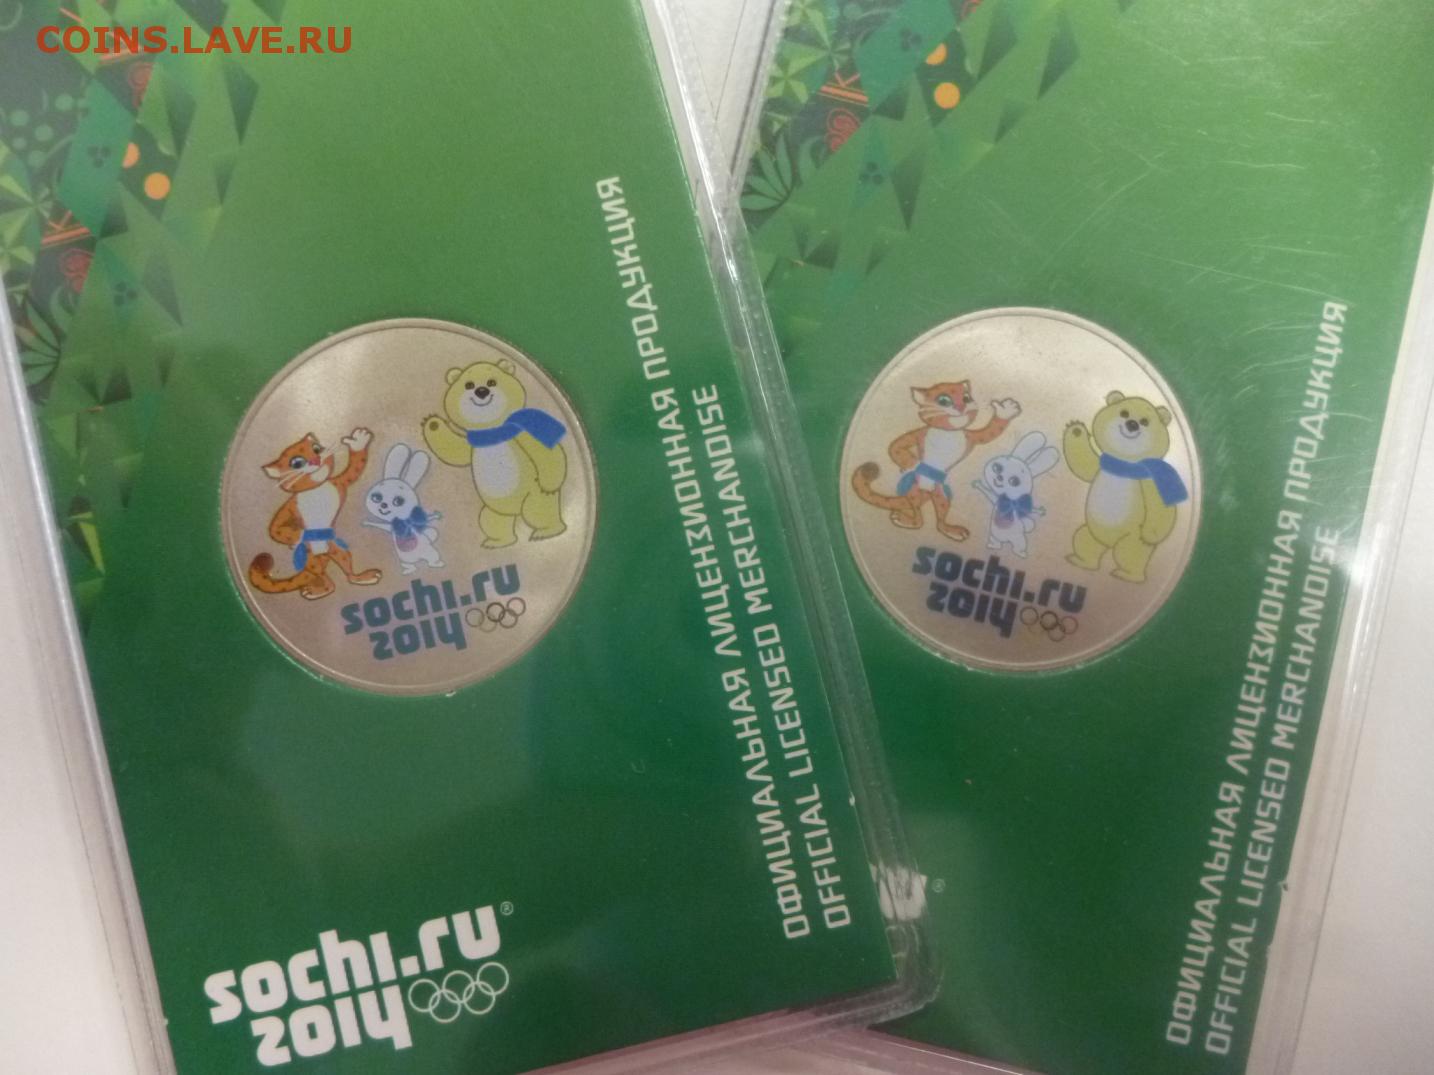 COINS.LAVE.RU
ОФИЦИАЛЬНАЯ ЛИЦЕНЗИОННАЯ ПРОДУКЦИЯ
OFFICIAL LICENSED MERCHANDISE
sochi.ru
2014
sochi.ru®
2014
ОФИЦИАЛЬНАЯ ЛИЦЕНЗИОННАЯ ПРОДУКЦИЯ
OFFICIAL LICENSED MERCHANDISE
sochi.ru
2014
®